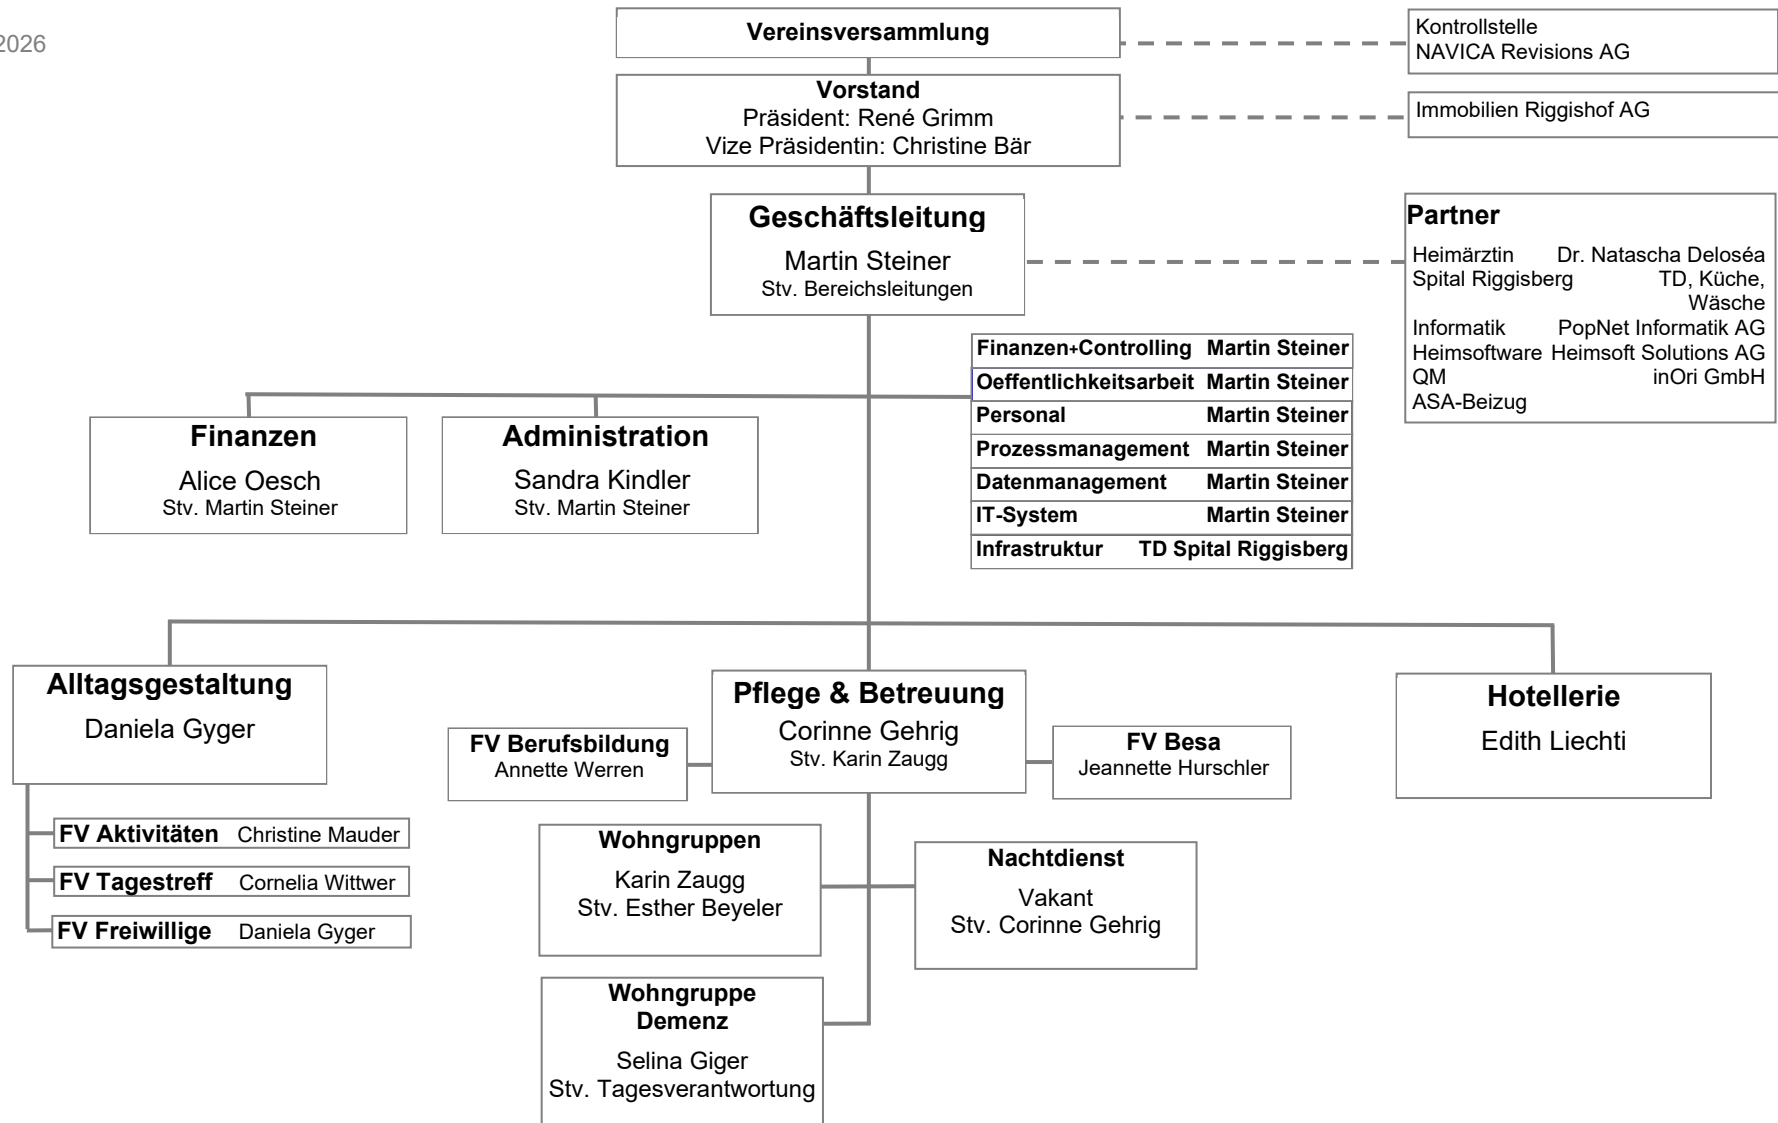 2026
Vereinsversammlung
Kontrollstelle
NAVICA Revisions AG
Vorstand
Präsident: René Grimm
Vize Präsidentin: Christine Bär
Immobilien Riggishof AG
Geschäftsleitung
Martin Steiner
Stv. Bereichsleitungen
Partner
Heimärztin Dr. Natascha Deloséa
Spital Riggisberg TD, Küche,
Wäsche
Informatik PopNet Informatik AG
Heimsoftware Heimsoft Solutions AG
QM inOri GmbH
ASA-Beizug
Finanzen+Controlling Martin Steiner
Oeffentlichkeitsarbeit Martin Steiner
Personal Martin Steiner
Prozessmanagement Martin Steiner
Datenmanagement Martin Steiner
IT-System Martin Steiner
Infrastruktur TD Spital Riggisberg
Finanzen
Alice Oesch
Stv. Martin Steiner
Administration
Sandra Kindler
Stv. Martin Steiner
Alltagsgestaltung
Daniela Gyger
FV Aktivitäten Christine Mauder
FV Tagestreff Cornelia Wittwer
FV Freiwillige Daniela Gyger
Pflege & Betreuung
Corinne Gehrig
Stv. Karin Zaugg
FV Berufsbildung
Annette Werren
FV Besa
Jeannette Hurschler
Hotellerie
Edith Liechti
Wohngruppen
Karin Zaugg
Stv. Esther Beyeler
Nachtdienst
Vakant
Stv. Corinne Gehrig
Wohngruppe
Demenz
Selina Giger
Stv. Tagesverantwortung